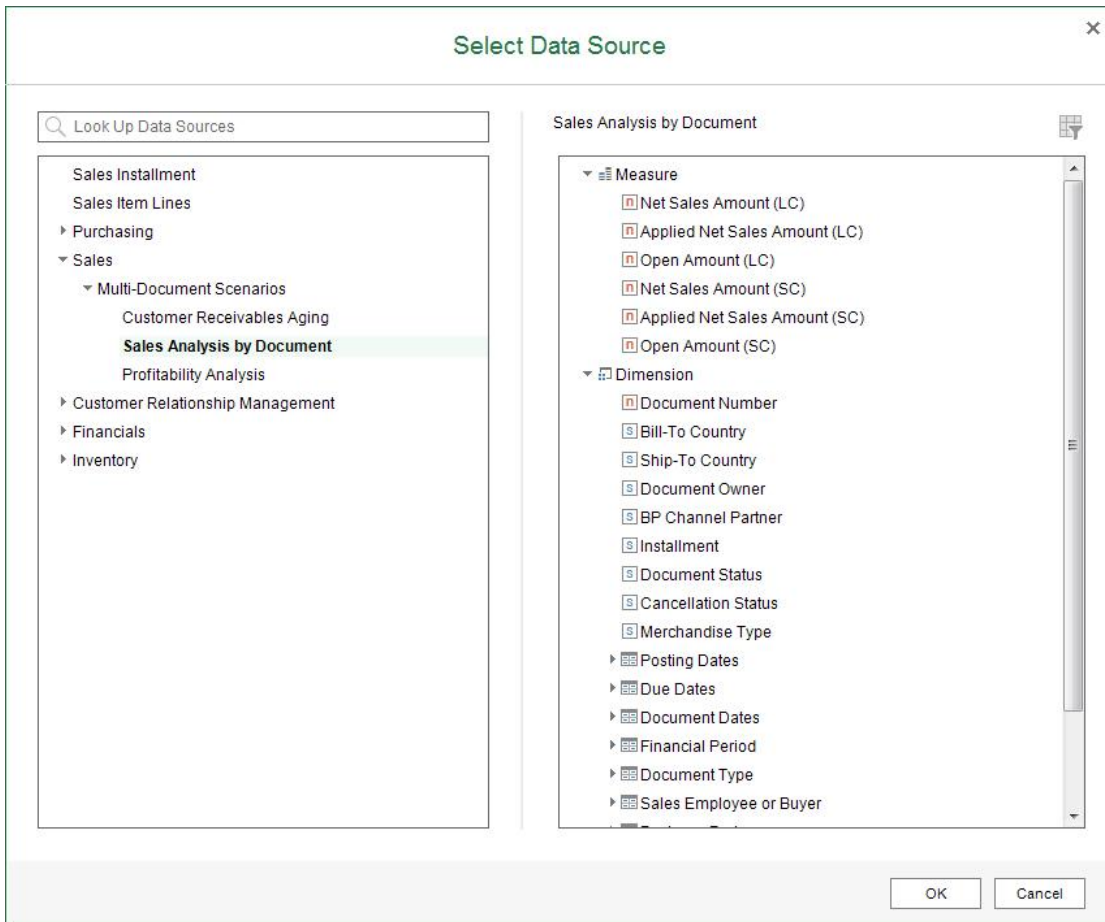 Select Data Source
Look Up Data Sources
Sales Installment
Sales Item Lines
Purchasing
Sales
Multi-Document Scenarios
Customer Receivables Aging
Sales Analysis by Document
Profitability Analysis
Customer Relationship Management
Financials
Inventory
Sales Analysis by Document
Measure
Net Sales Amount (LC)
Applied Net Sales Amount (LC)
Open Amount (LC)
Net Sales Amount (SC)
Applied Net Sales Amount (SC)
Open Amount (SC)
Dimension
Document Number
Bill-To Country
Ship-To Country
Document Owner
BP Channel Partner
Installment
Document Status
Cancellation Status
Merchandise Type
Posting Dates
Due Dates
Document Dates
Financial Period
Document Type
Sales Employee or Buyer
OK
Cancel